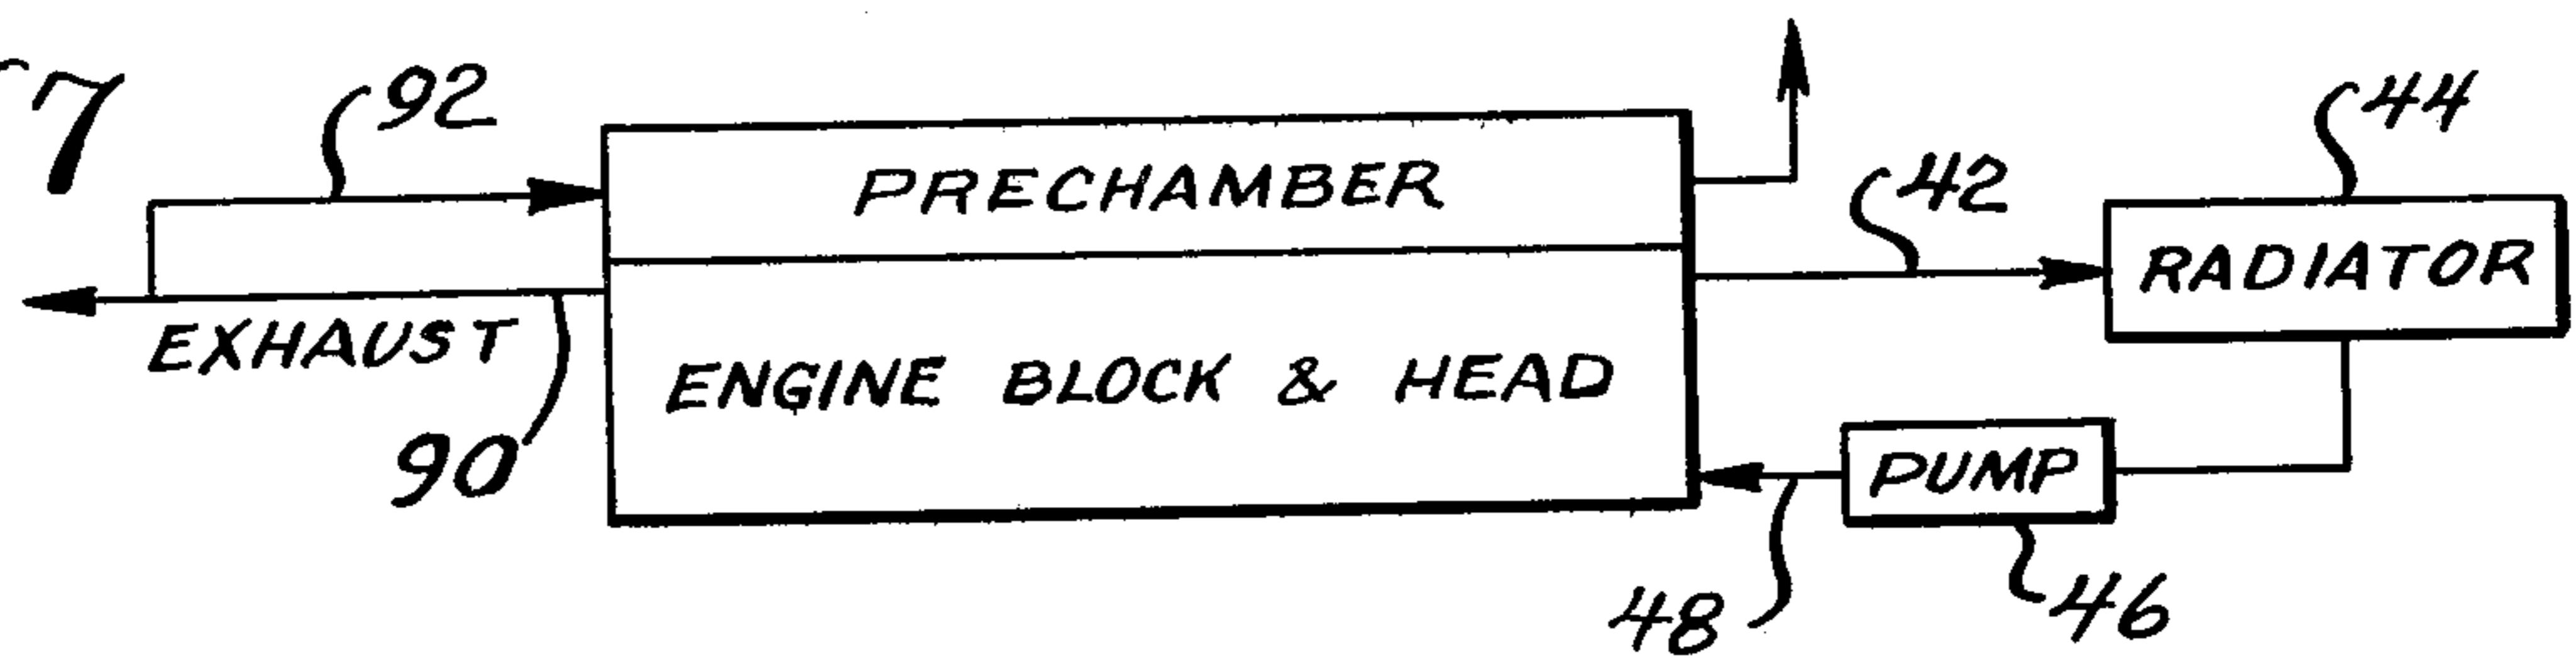 7
92
PRECHAMBER
42
44
RADIATOR
EXHAUST
ENGINE BLOCK & HEAD
90
PUMP
48
46